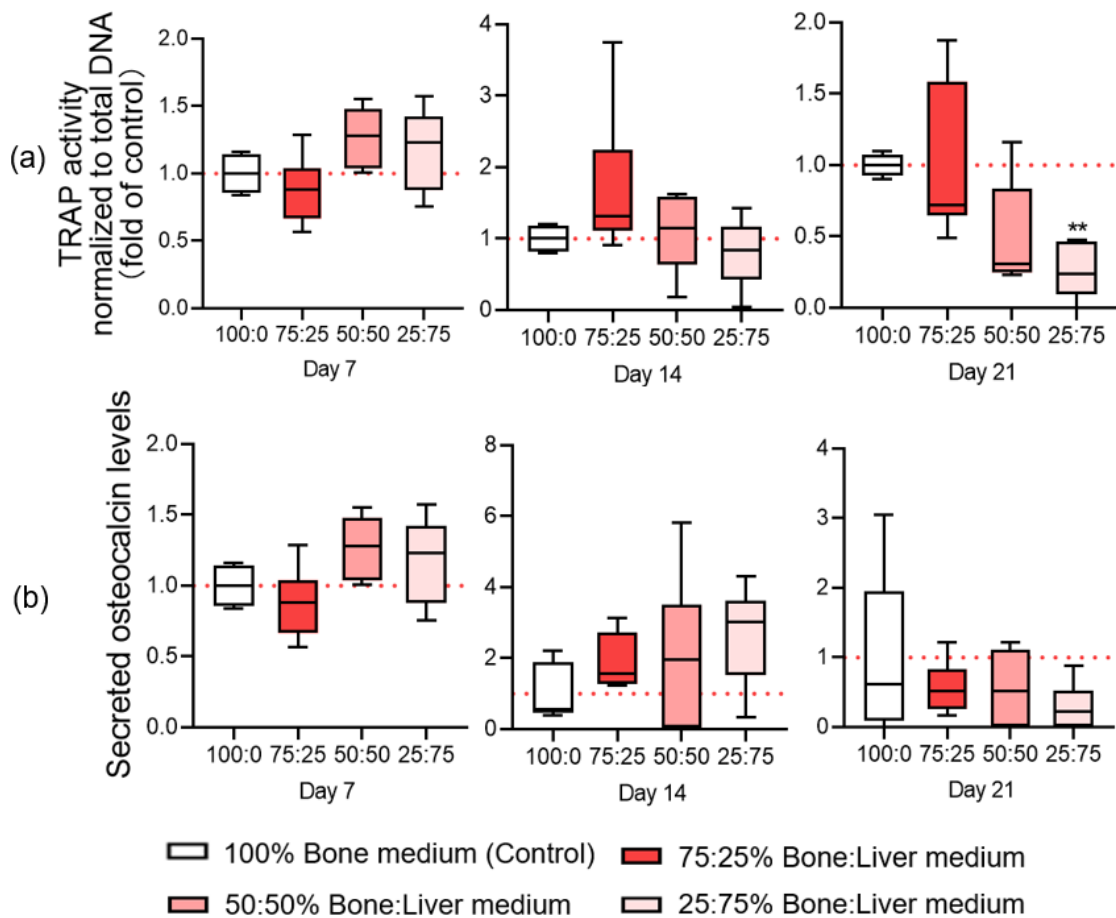 (a)
TRAP activity
normalized to total DNA
(fold of control)
2.0
1.5
1.0
0.5
0.0
100:0 75:25 50:50 25:75
Day 7
4
3
2
1
0
100:0 75:25 50:50 25:75
Day 14
2.0
1.5
1.0
0.5
0.0
**
100:0 75:25 50:50 25:75
Day 21
(b)
Secreted osteocalcin levels
2.0
1.5
1.0
0.5
0.0
100:0 75:25 50:50 25:75
Day 7
8
6
4
2
0
100:0 75:25 50:50 25:75
Day 14
4
3
2
1
0
100:0 75:25 50:50 25:75
Day 21
100% Bone medium (Control)
75:25% Bone:Liver medium
50:50% Bone:Liver medium
25:75% Bone:Liver medium